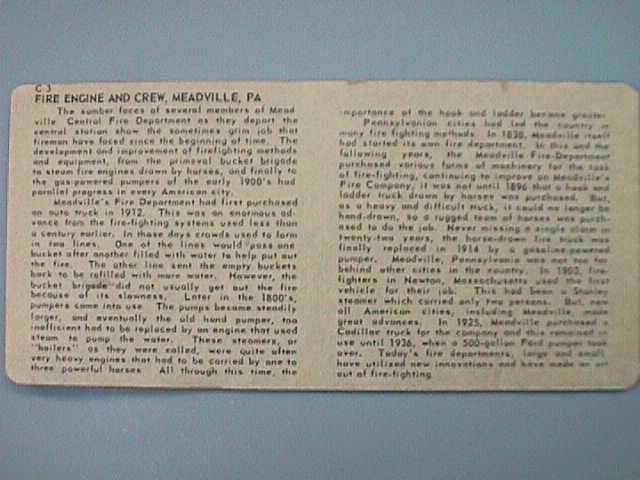 C 3
FIRE ENGINE AND CREW, MEADVILLE, PA
The sumber faces of several members of Mead
ville Central Fire Department as they depart the
central station show the sometimes grim job that
fireman have faced since the beginning of time. The
development and improvement of firefighting methods
and equipment, from the primeval bucket brigade
to steam fire engines drawn by horses, and finally to
the gas-powered pumpers of the early 1900's had
parallel progress in every American city.
Meadville's Fire Department had first purchased
an auto truck in 1912. This was an enormous ad-
vance from the fire-fighting systems used less than
a century earlier. In those days crowds used to form
in two lines. One of the lines would pass one
bucket after another filled with water to help put out
the fire. The other line sent the empty buckets
back to be refilled with more water. However, the
bucket brigade did not usually get out the fire
because of its slowness. Later in the 1800's,
pumpers came into use. The pumps became steadily
larger, and eventually the old hand pumper, too
inefficient had to be replaced by an engine that used
steam to pump the water. These steamers, or
"boilers" as they were called, were quite often
very heavy engines that had to be carried by one to
three powerful horses. All through this time, the
importance of the hook and ladder became greater.
Pennsylvanian cities had led the country in
many fire fighting methods. In 1838, Meadville itself
had started its own fire department. In this and the
following years, the Meadville Fire-Department
purchased various forms of machinery for the task
of fire-fighting, continuing to improve on Meadville's
Fire Company, it was not until 1896 that a hook and
ladder truck drawn by horses was purchased. But,
as a heavy and difficult truck, it could no longer be
hand-drawn, so a rugged team of horses was purch-
ased to do the job. Never missing a single alarm in
twenty-two years, the horse-drawn fire truck was
finally replaced in 1914 by a gasoline-powered
pumper. Meadville, Pennsylvania was not too far
behind other cities in the country. In 1903, fire-
fighters in Newton, Massachusetts used the first
vehicle for their job. This had been a Stanley
steamer which carried only two persons. But, now
all American cities, including Meadville, made
great advances. In 1925, Meadville purchased a
Cadillac truck for the company and this remained in
use until 1936, when a 500-gallon Ford pumper took
over. Today's fire departments, large and small,
have utilized new innovations and have made an art
out of fire-fighting